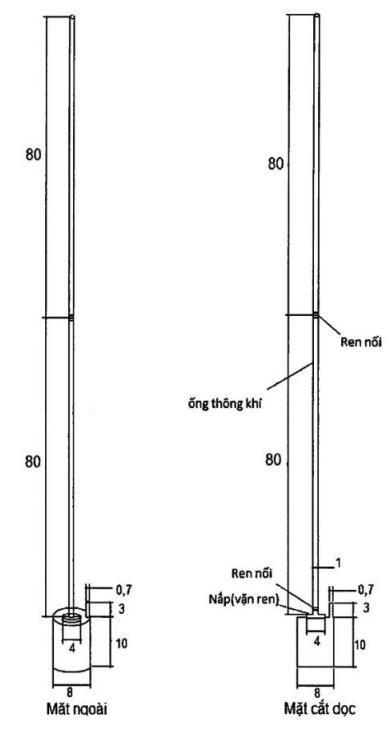 80
80
0,7
3
10
4
8
Mặt ngoài
80
Ren nối
ống thông khí
80
1
Ren nối
0,7
Nắp(vặn ren)
3
4
10
8
Mặt cắt dọc